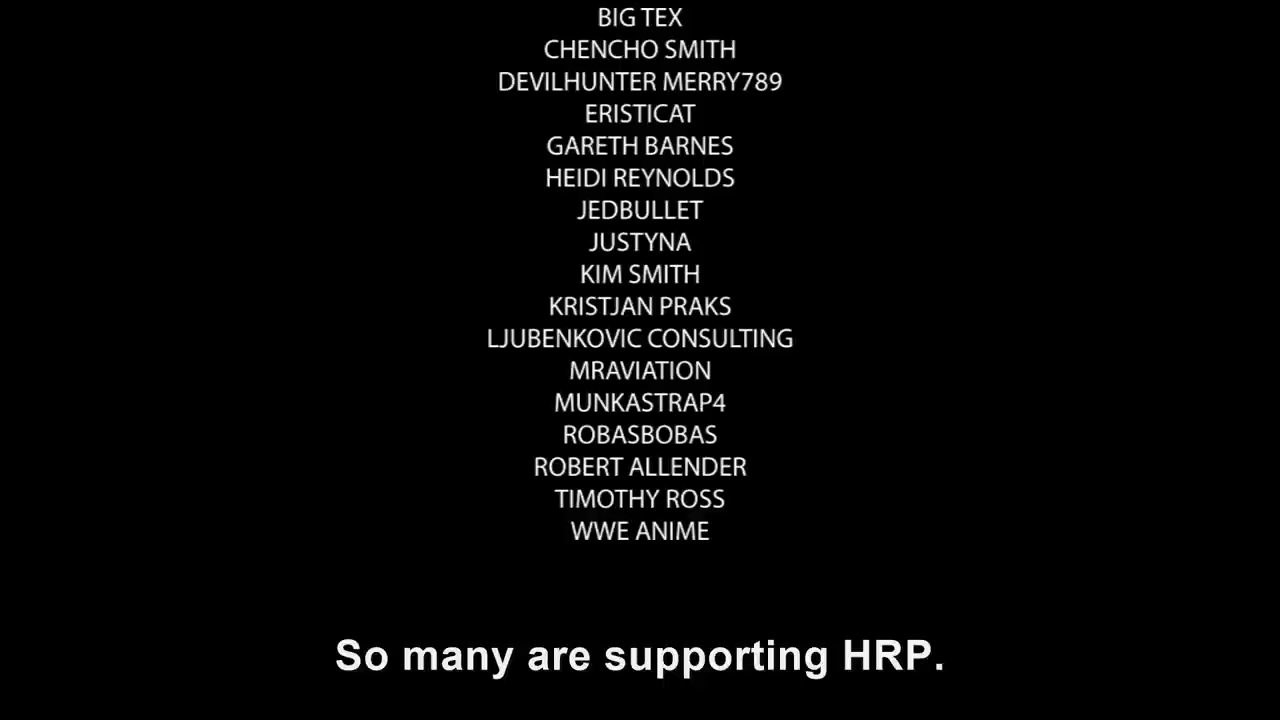 BIG TEX
CHENCHO SMITH
DEVILHUNTER MERRY789
ERISTICAT
GARETH BARNES
HEIDI REYNOLDS
JEDBULLET
JUSTYNA
KIM SMITH
KRISTJAN PRAKS
LJUBENKOVIC CONSULTING
MRAVIATION
MUNKASTRAP4
ROBASBOBAS
ROBERT ALLENDER
TIMOTHY ROSS
WWE ANIME
So many are supporting HRP.